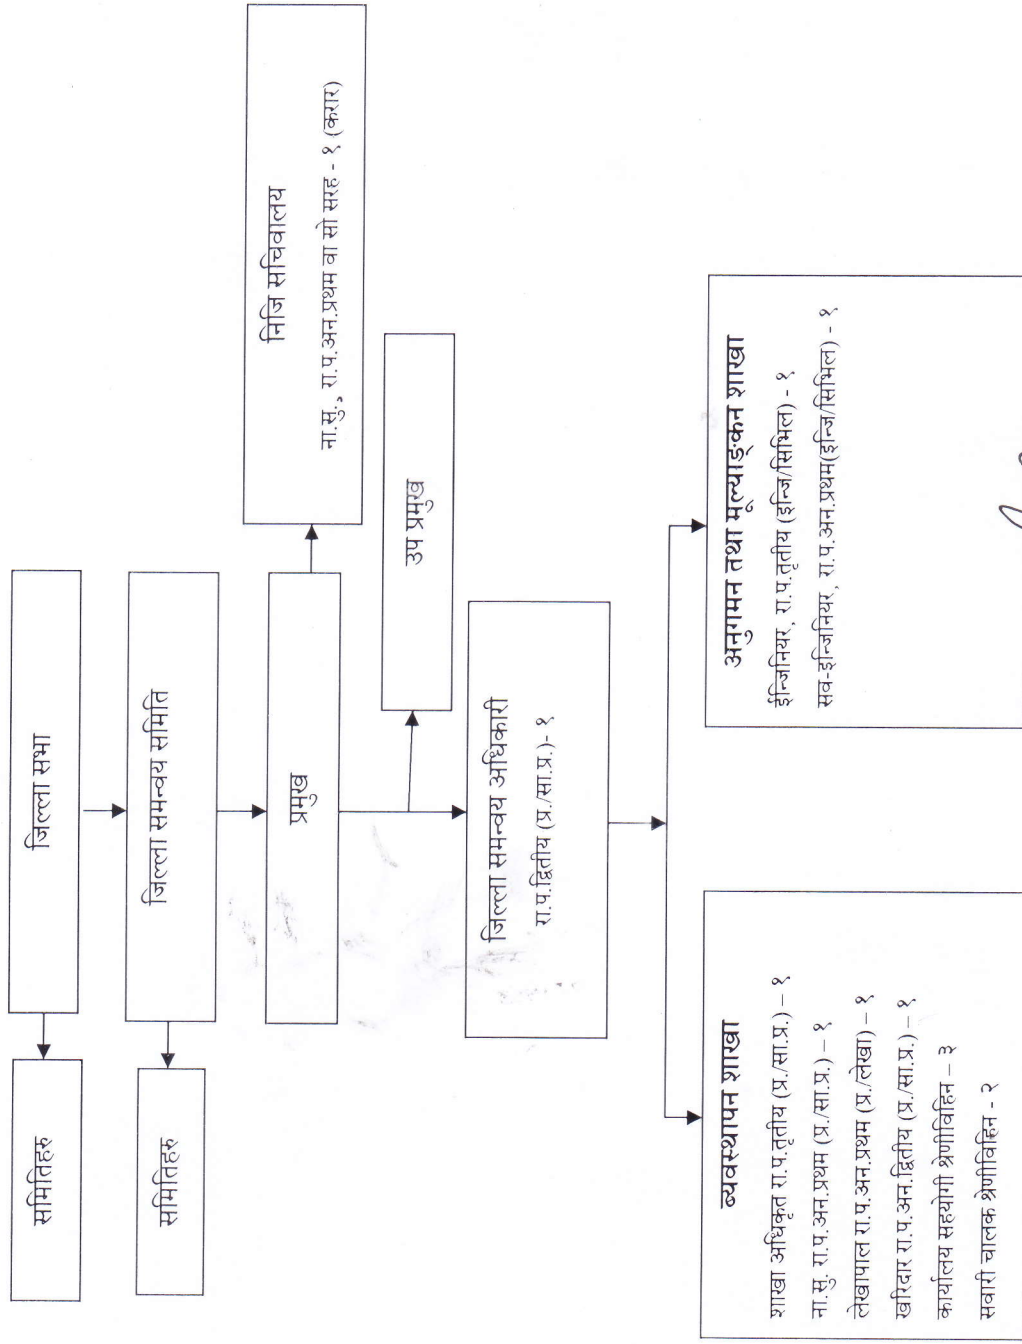 जिल्ला सभा
समितिहरु
जिल्ला समन्वय समिति
समितिहरु
प्रमुख
निजि सचिवालय
ना.सु., रा.प.अन.प्रथम वा सो सरह - १ (करार)
उप प्रमुख
जिल्ला समन्वय अधिकारी
रा.प.द्वितीय (प्र./सा.प्र.)- १
ब्यवस्थापन शाखा
शाखा अधिकृत रा.प.तृतीय (प्र./सा.प्र.) – १
ना.सु. रा.प.अन.प्रथम (प्र./सा.प्र.) – १
लेखापाल रा.प.अन.प्रथम (प्र./लेखा) – १
खरिदार रा.प.अन.द्वितीय (प्र./सा.प्र.) – १
कार्यालय सहयोगी श्रेणीविहिन – ३
सवारी चालक श्रेणीविहिन - २
अनुगमन तथा मूल्याङ्कन शाखा
ईन्जिनियर, रा.प.तृतीय (इन्जि/सिभिल) - १
सव-इन्जिनियर, रा.प.अन.प्रथम(इन्जि/सिभिल) - १